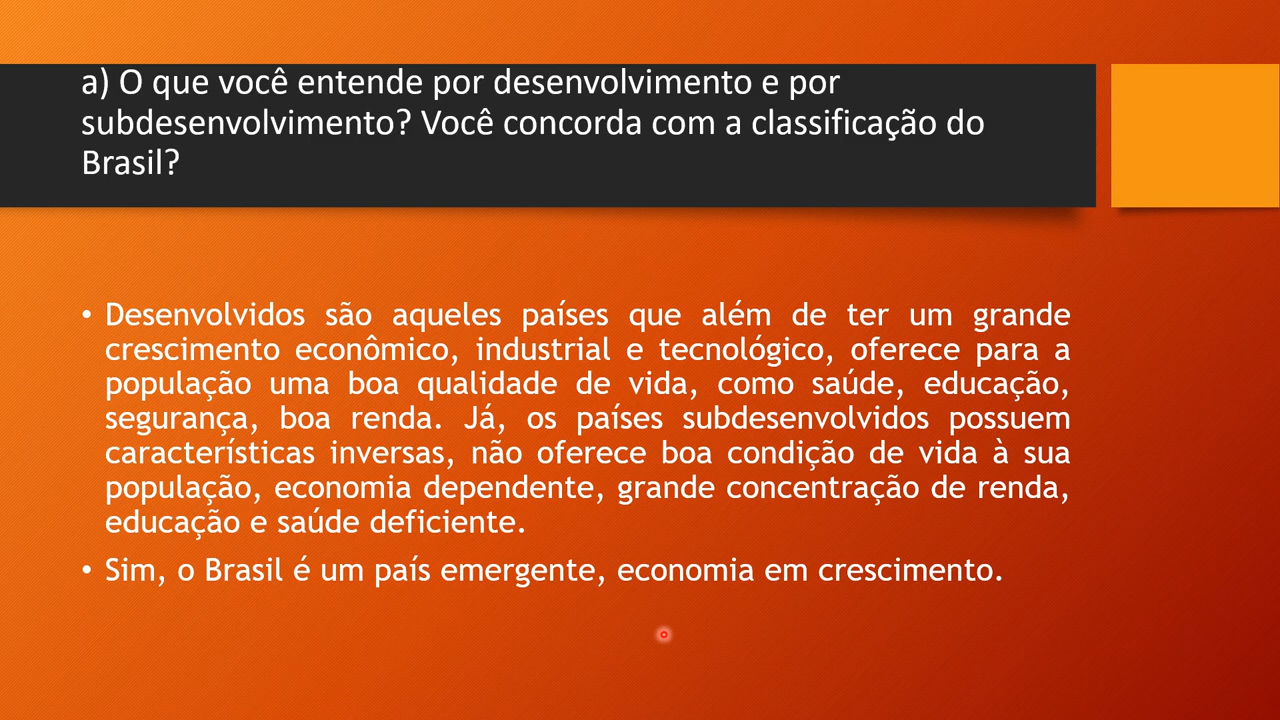 a) O que você entende por desenvolvimento e por
subdesenvolvimento? Você concorda com a classificação do
Brasil?
• Desenvolvidos são aqueles países que além de ter um grande
crescimento econômico, industrial e tecnológico, oferece para a
população uma boa qualidade de vida, como saúde, educação,
segurança, boa renda. Já, os países subdesenvolvidos possuem
características inversas, não oferece boa condição de vida à sua
população, economia dependente, grande concentração de renda,
educação e saúde deficiente.
• Sim, o Brasil é um país emergente, economia em crescimento.